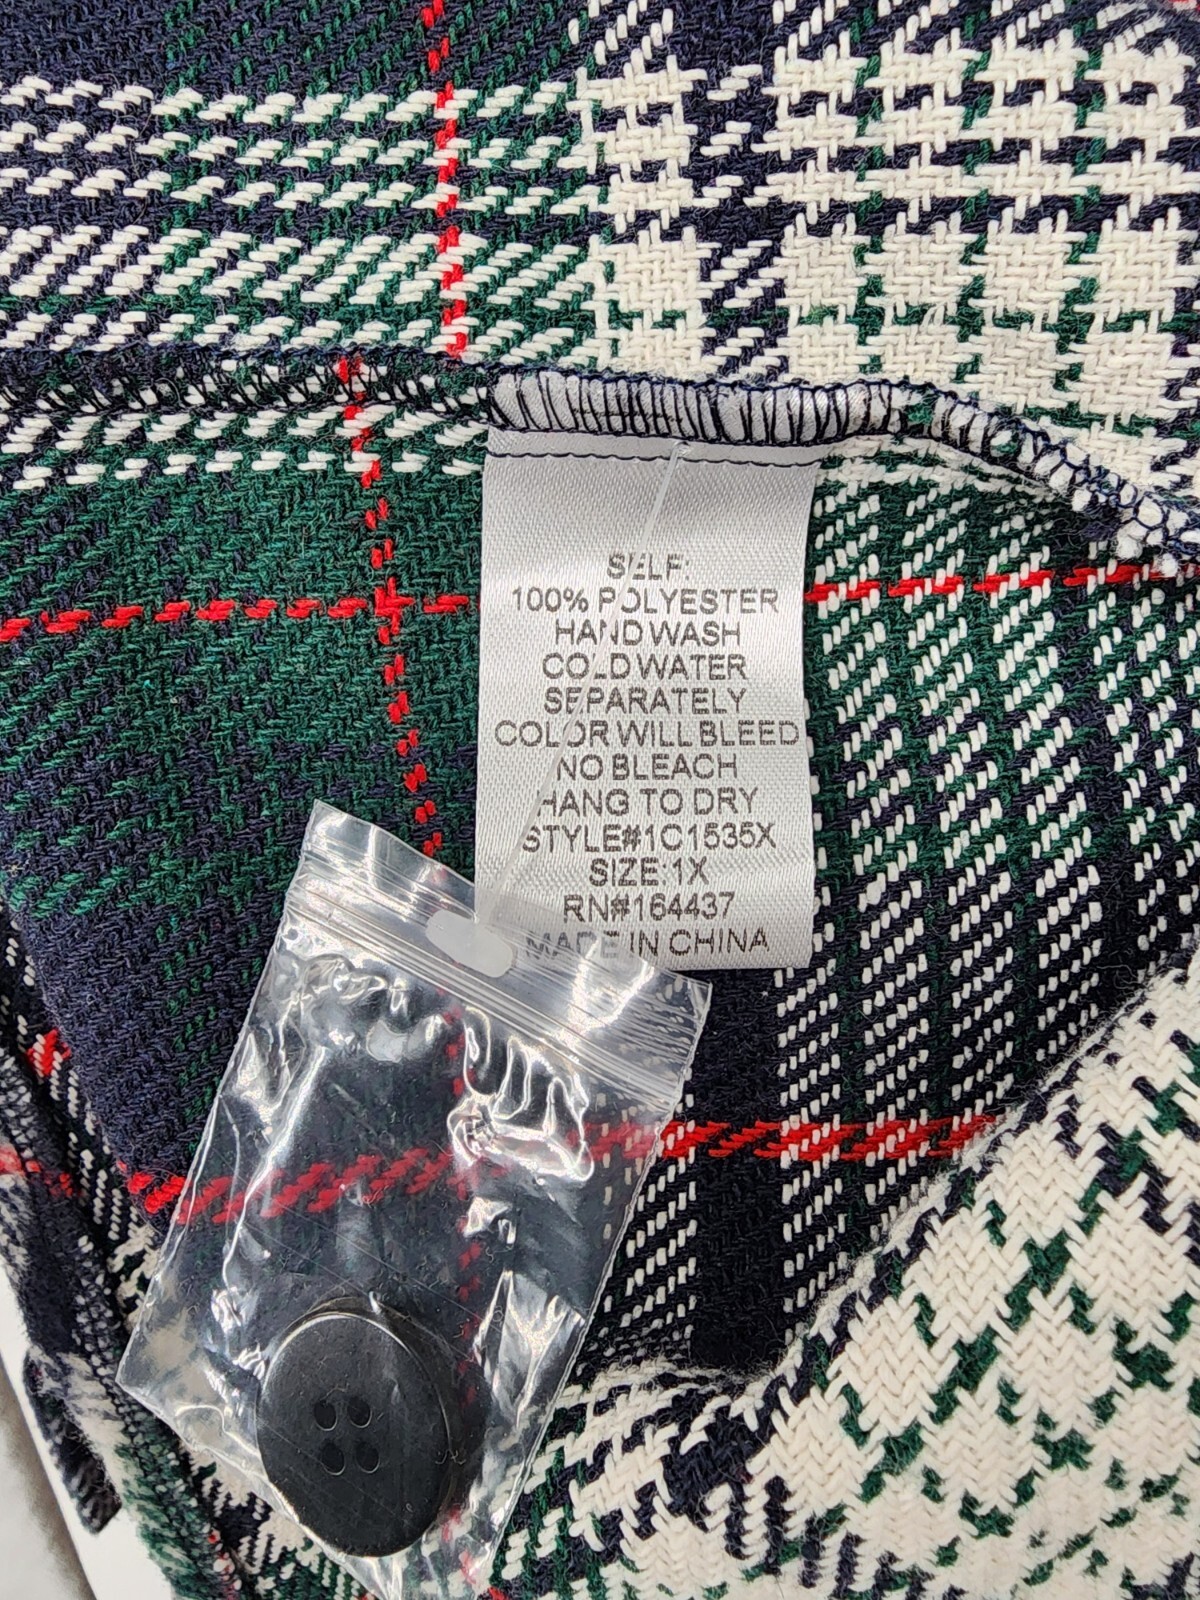 SELF:
100% POLYESTER
HAND WASH
COLD WATER
SEPARATELY
COLOR WILL BLEED
NO BLEACH
HANG TO DRY
STYLE#1C1535X
SIZE:1X
RN#164437
MADE IN CHINA